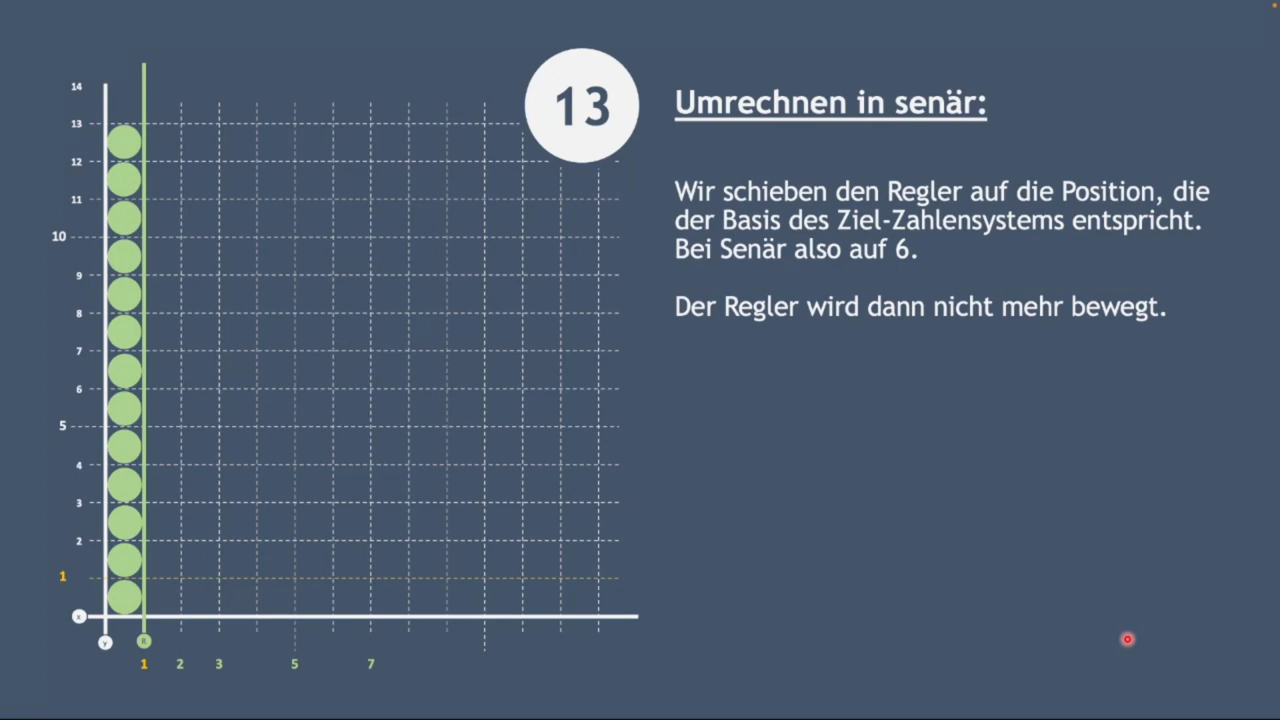 13
Umrechnen in senär:
Wir schieben den Regler auf die Position, die
der Basis des Ziel-Zahlensystems entspricht.
Bei Senär also auf 6.
Der Regler wird dann nicht mehr bewegt.
14
13
12
11
10
9
8
7
6
5
4
3
2
1
X
Y
R
1 2 3 5 7